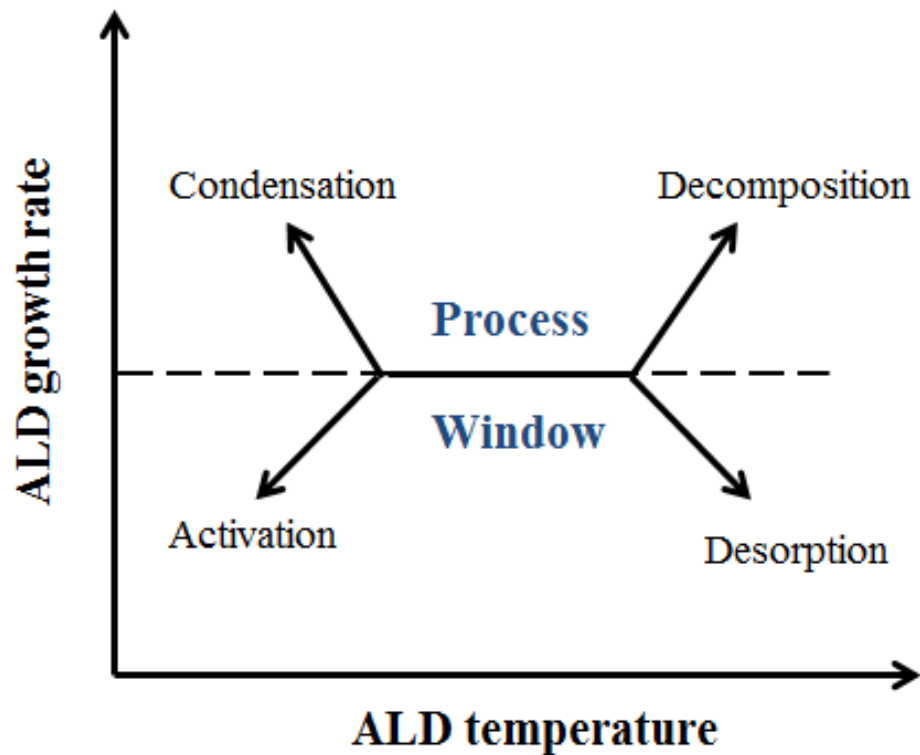 ALD growth rate
Condensation
Decomposition
Process
Window
Activation
Desorption
ALD temperature